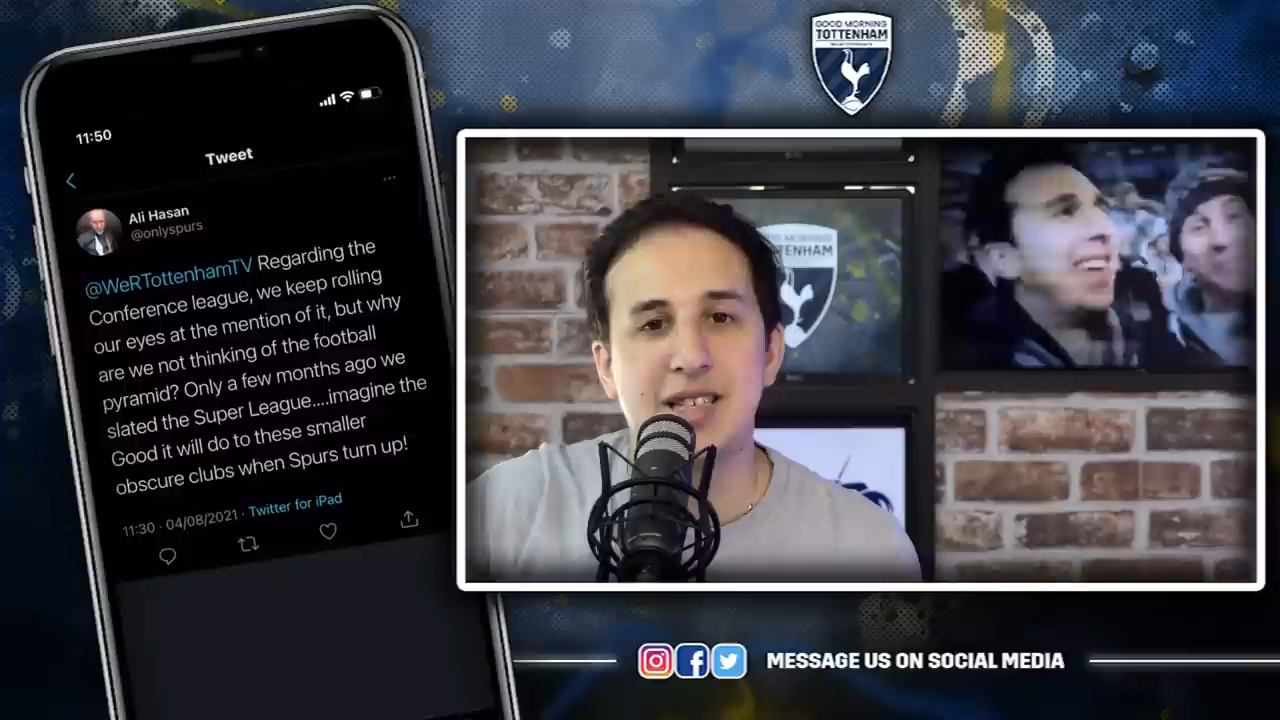 11:50
Tweet
Ali Hasan
@onlyspurs
@WeRTottenhamTV Regarding the
Conference league, we keep rolling
our eyes at the mention of it, but why
are we not thinking of the football
pyramid? Only a few months ago we
slated the Super League....imagine the
Good it will do to these smaller
obscure clubs when Spurs turn up!
11:30 · 04/08/2021 · Twitter for iPad
GOOD MORNING
TOTTENHAM
TENHAM
MESSAGE US ON SOCIAL MEDIA